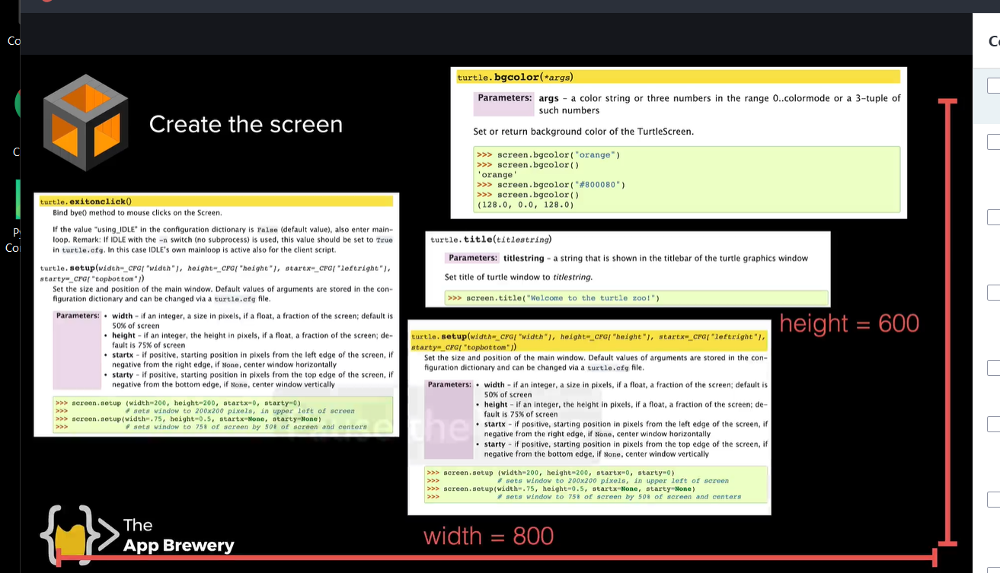 Create the screen
turtle.bgcolor(*args)
Parameters: args – a color string or three numbers in the range 0..colormode or a 3-tuple of
such numbers
Set or return background color of the TurtleScreen.
>>> screen.bgcolor("orange")
>>> screen.bgcolor()
'orange'
>>> screen.bgcolor("#800080")
>>> screen.bgcolor()
(128.0, 0.0, 128.0)
turtle.exitonclick()
Bind bye() method to mouse clicks on the Screen.
If the value "using_IDLE" in the configuration dictionary is False (default value), also enter main-
loop. Remark: If IDLE with the -n switch (no subprocess) is used, this value should be set to True
in turtle.cfg. In this case IDLE's own mainloop is active also for the client script.
turtle.setup(width=_CFG["width"], height=_CFG["height"], startx=_CFG["leftright"],
starty=_CFG["topbottom"])
Set the size and position of the main window. Default values of arguments are stored in the con-
figuration dictionary and can be changed via a turtle.cfg file.
Parameters: • width – if an integer, a size in pixels, if a float, a fraction of the screen; default is
50% of screen
• height – if an integer, the height in pixels, if a float, a fraction of the screen; de-
fault is 75% of screen
• startx – if positive, starting position in pixels from the left edge of the screen, if
negative from the right edge, if None, center window horizontally
• starty – if positive, starting position in pixels from the top edge of the screen, if
negative from the bottom edge, if None, center window vertically
>>> screen.setup (width=200, height=200, startx=0, starty=0)
>>> # sets window to 200x200 pixels, in upper left of screen
>>> screen.setup(width=.75, height=0.5, startx=None, starty=None)
>>> # sets window to 75% of screen by 50% of screen and centers
turtle.title(titlestring)
Parameters: titlestring – a string that is shown in the titlebar of the turtle graphics window
Set title of turtle window to titlestring.
>>> screen.title("Welcome to the turtle zoo!")
height = 600
turtle.setup(width=_CFG["width"], height=_CFG["height"], startx=_CFG["leftright"],
starty=_CFG["topbottom"])
Set the size and position of the main window. Default values of arguments are stored in the con-
figuration dictionary and can be changed via a turtle.cfg file.
Parameters: • width – if an integer, a size in pixels, if a float, a fraction of the screen; default is
50% of screen
• height – if an integer, the height in pixels, if a float, a fraction of the screen; de-
fault is 75% of screen
• startx – if positive, starting position in pixels from the left edge of the screen, if
negative from the right edge, if None, center window horizontally
• starty – if positive, starting position in pixels from the top edge of the screen, if
negative from the bottom edge, if None, center window vertically
>>> screen.setup (width=200, height=200, startx=0, starty=0)
>>> # sets window to 200x200 pixels, in upper left of screen
>>> screen.setup(width=.75, height=0.5, startx=None, starty=None)
>>> # sets window to 75% of screen by 50% of screen and centers
the
width = 800
The
App Brewery